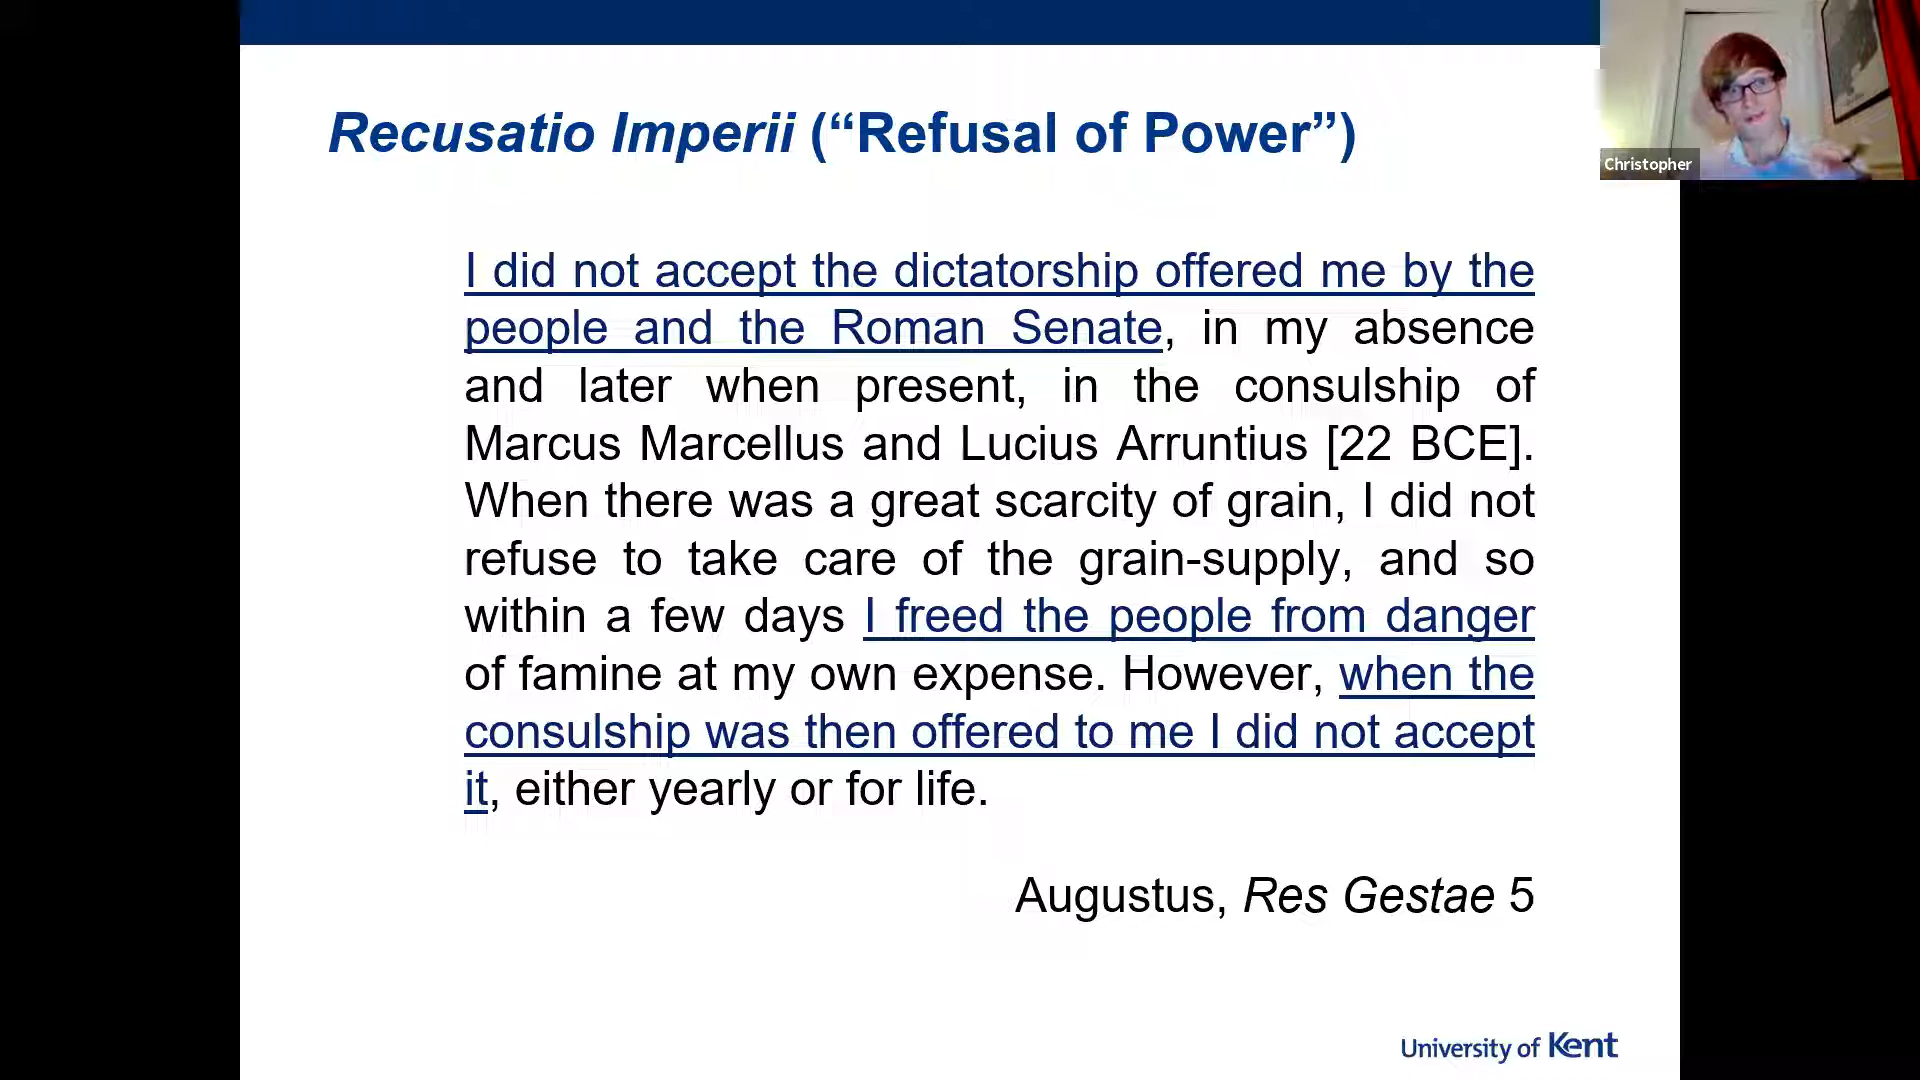 Recusatio Imperii (“Refusal of Power”)
Christopher
I did not accept the dictatorship offered me by the
people and the Roman Senate, in my absence
and later when present, in the consulship of
Marcus Marcellus and Lucius Arruntius [22 BCE].
When there was a great scarcity of grain, I did not
refuse to take care of the grain-supply, and so
within a few days I freed the people from danger
of famine at my own expense. However, when the
consulship was then offered to me I did not accept
it, either yearly or for life.
Augustus, Res Gestae 5
University of Kent